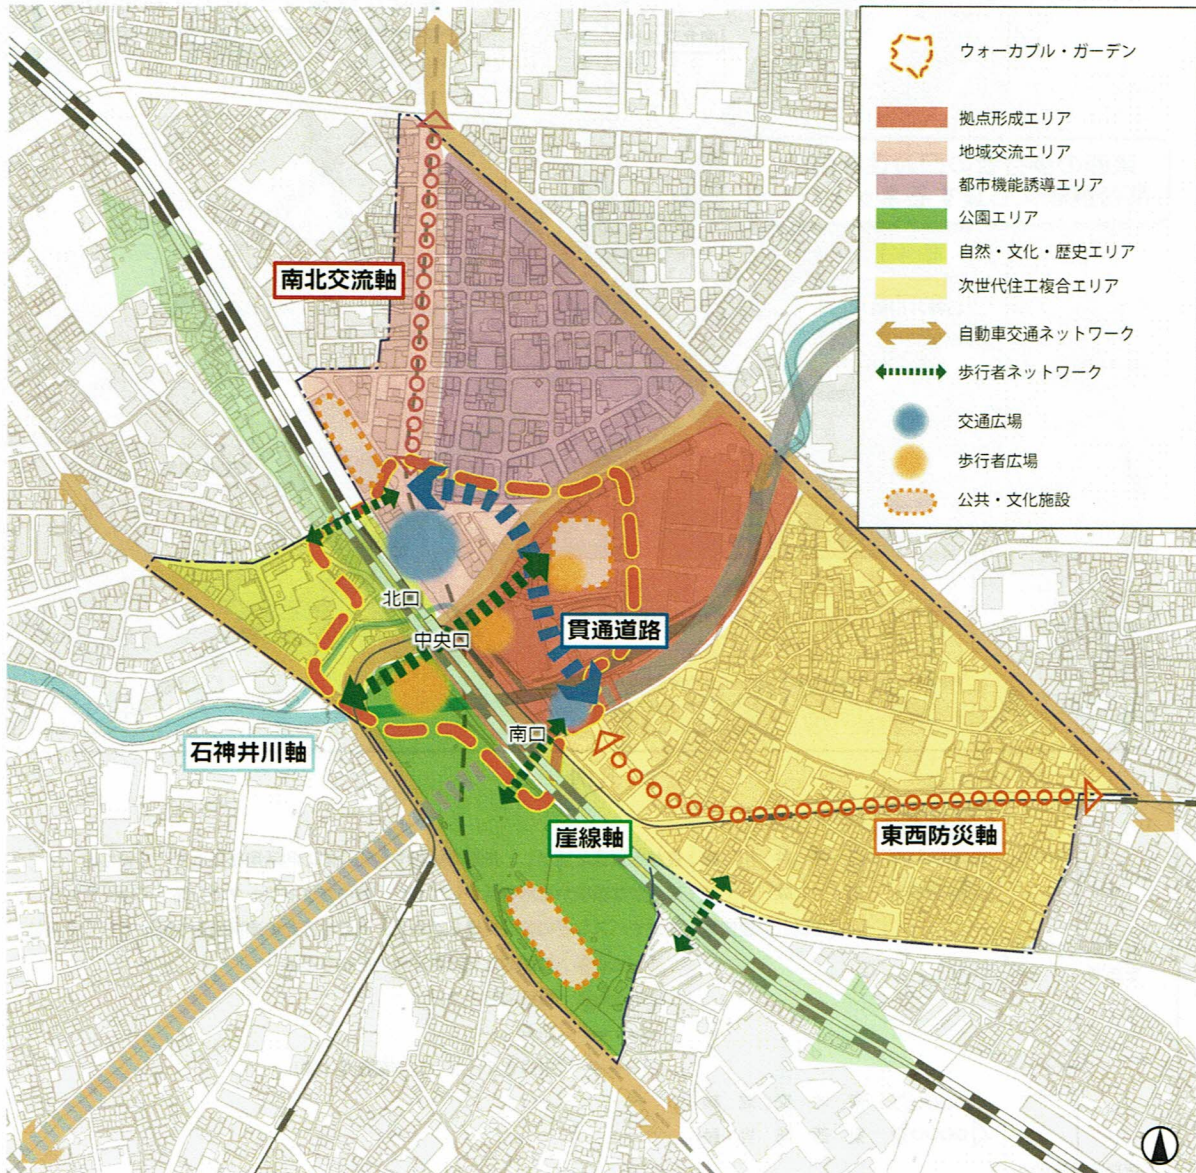 ウォーカブル・ガーデン
拠点形成エリア
地域交流エリア
都市機能誘導エリア
公園エリア
自然・文化・歴史エリア
次世代住工複合エリア
自動車交通ネットワーク
歩行者ネットワーク
交通広場
歩行者広場
公共・文化施設
南北交流軸
北口
中央口
貫通道路
南口
石神井川軸
崖線軸
東西防災軸